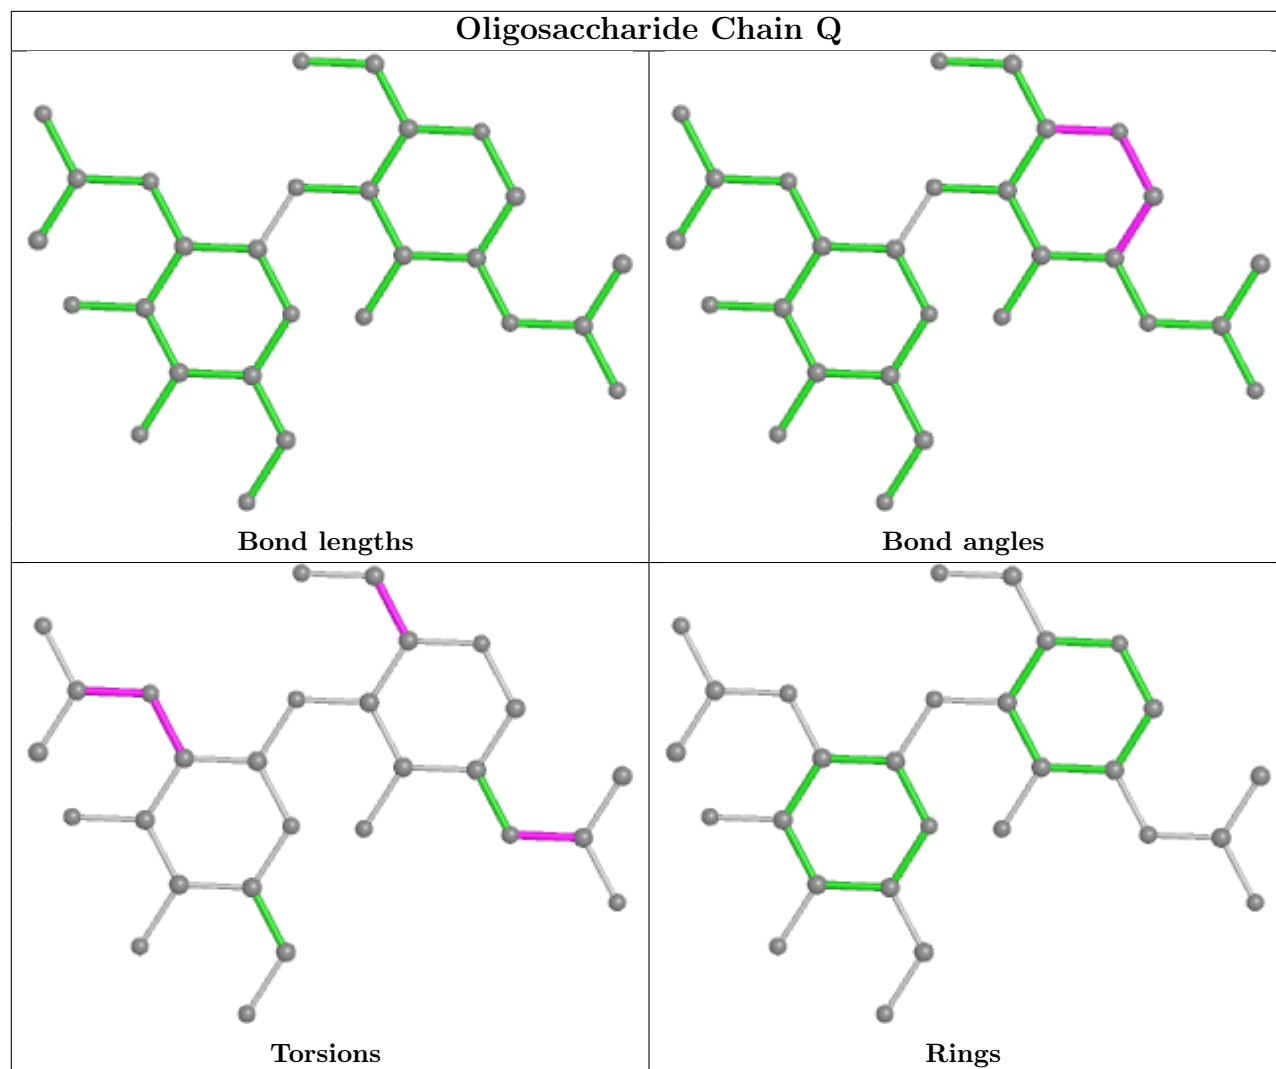 Oligosaccharide Chain Q
Bond lengths
Bond angles
Torsions
Rings